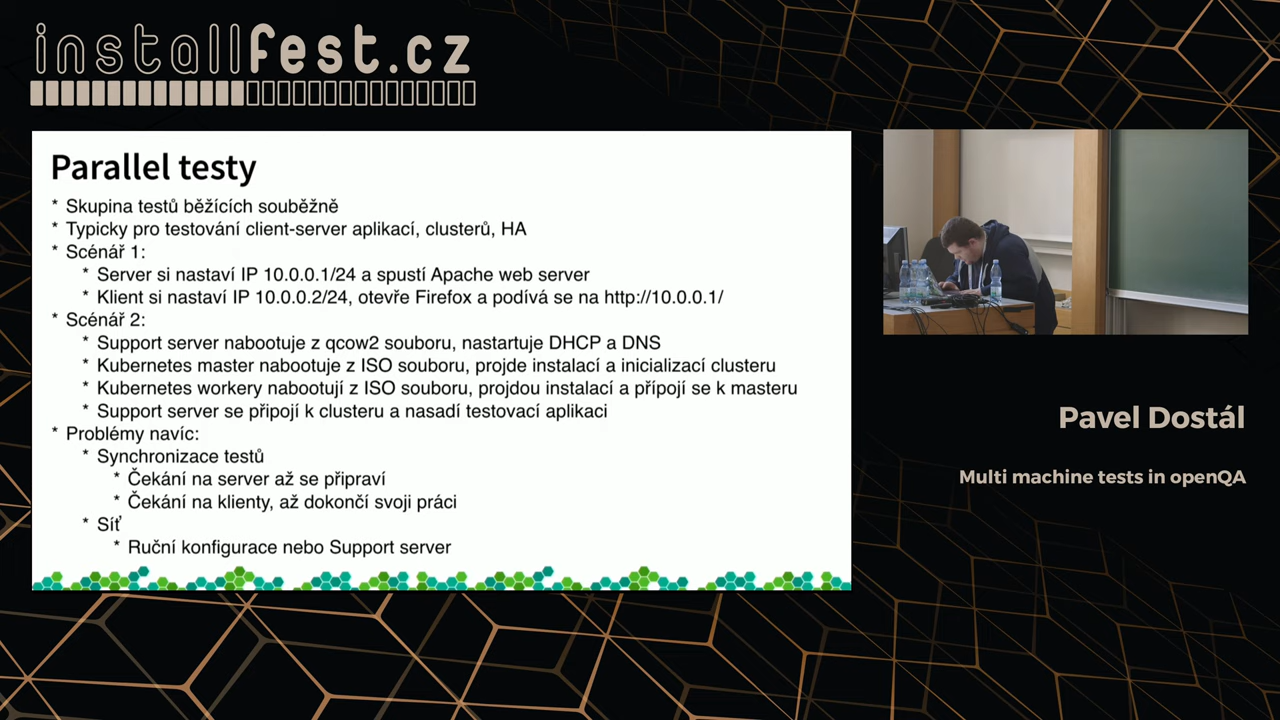 installfest.cz
Parallel testy
* Skupina testů běžících souběžně
* Typicky pro testování client-server aplikací, clusterů, HA
* Scénář 1:
* Server si nastaví IP 10.0.0.1/24 a spustí Apache web server
* Klient si nastaví IP 10.0.0.2/24, otevře Firefox a podívá se na http://10.0.0.1/
* Scénář 2:
* Support server nabootuje z qcow2 souboru, nastartuje DHCP a DNS
* Kubernetes master nabootuje z ISO souboru, projde instalací a inicializací clusteru
* Kubernetes workery nabootují z ISO souboru, projdou instalací a přípojí se k masteru
* Support server se připojí k clusteru a nasadí testovací aplikaci
* Problémy navíc:
* Synchronizace testů
* Čekání na server až se připraví
* Čekání na klienty, až dokončí svoji práci
* Síť
* Ruční konfigurace nebo Support server
Pavel Dostál
Multi machine tests in openQA